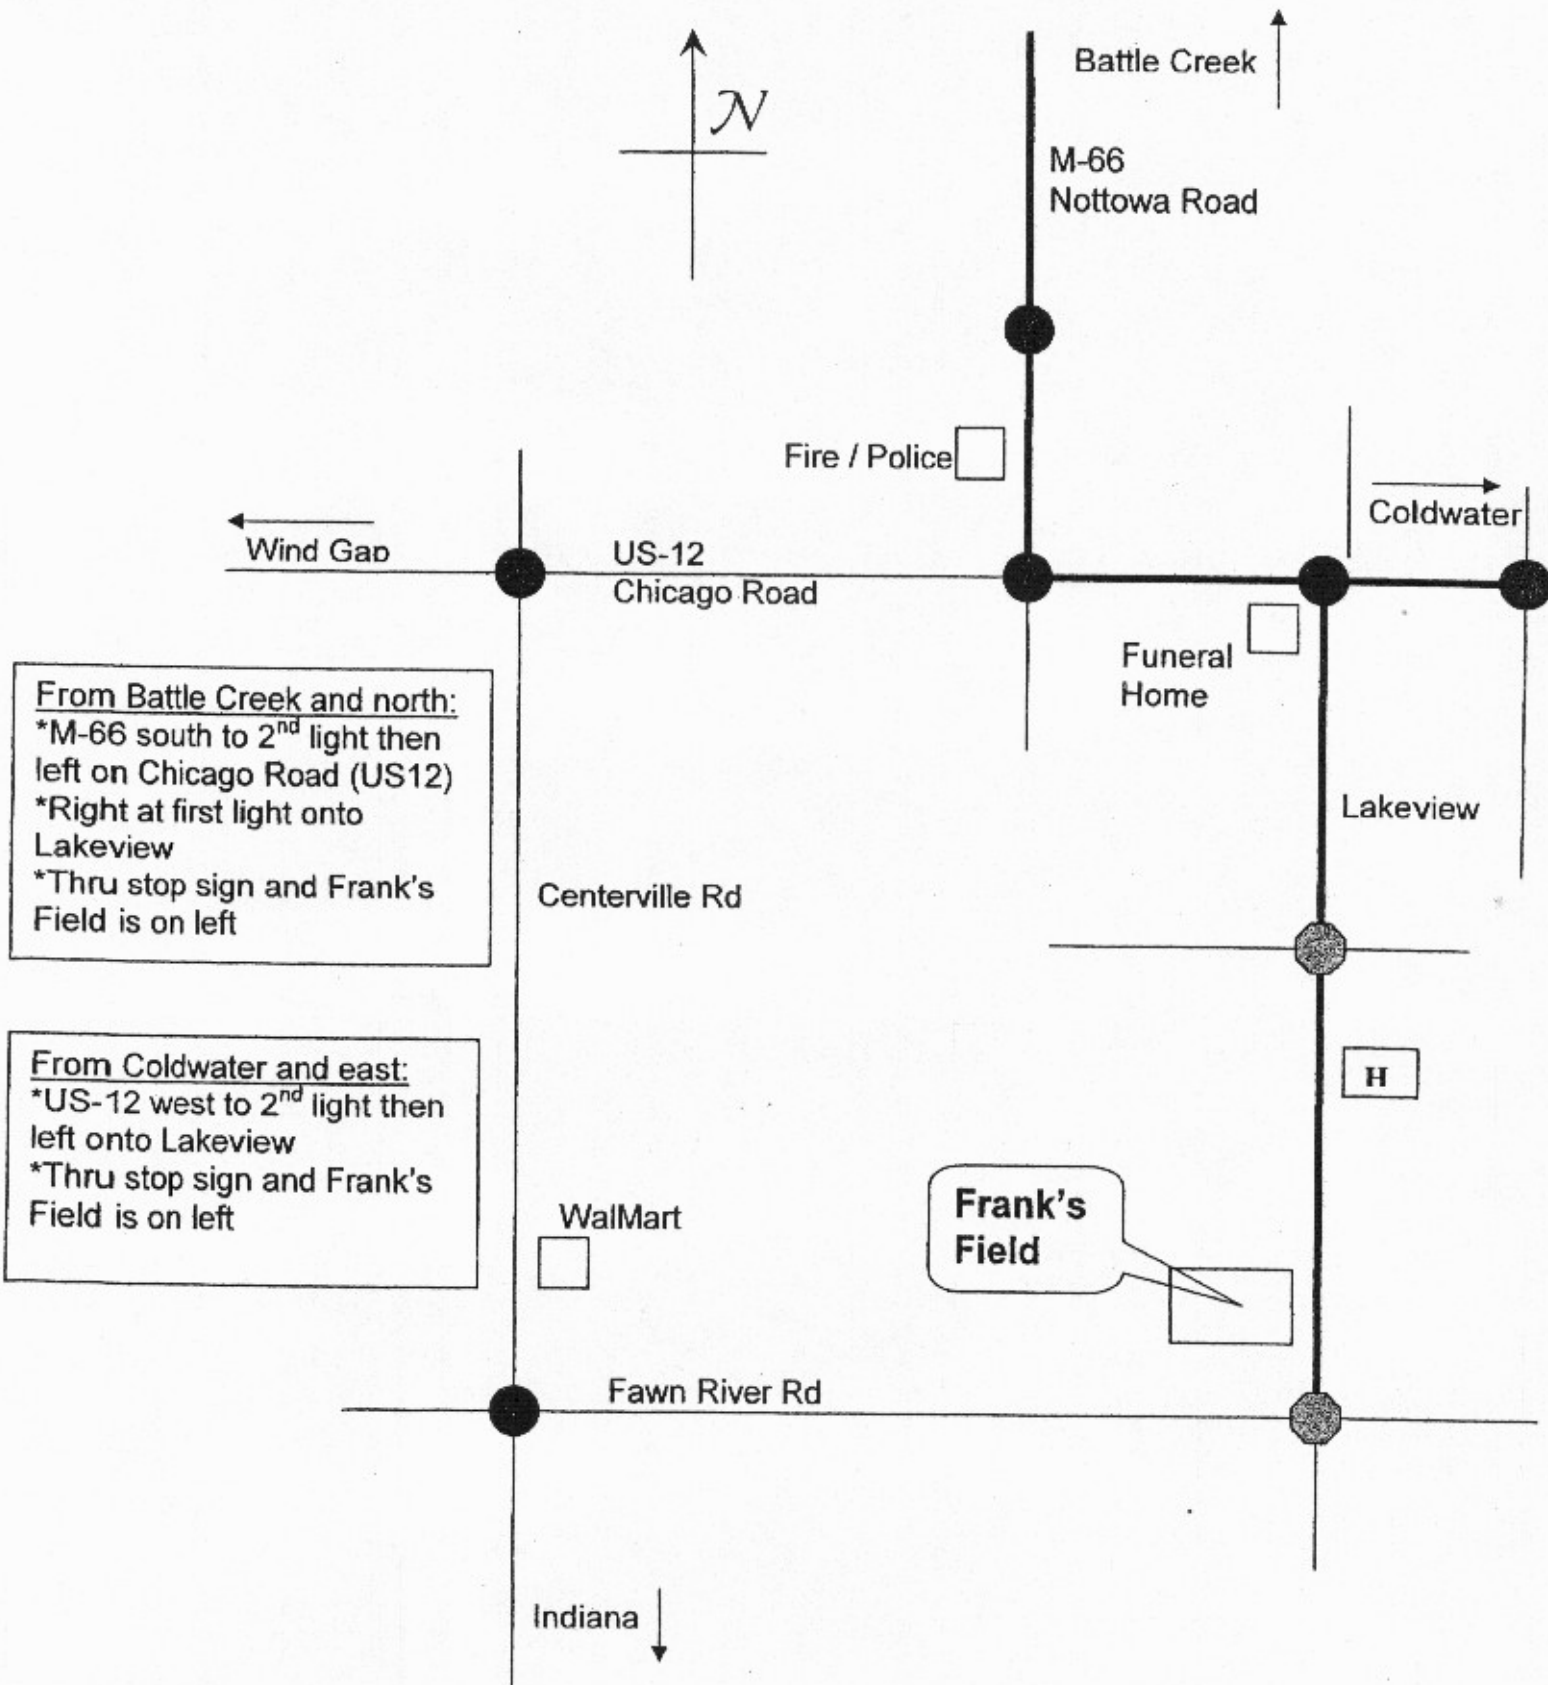 Battle Creek
N
M-66
Nottowa Road
Fire / Police
Coldwater
Wind Gap
US-12
Chicago Road
Funeral
Home
From Battle Creek and north:
*M-66 south to 2nd light then
left on Chicago Road (US12)
*Right at first light onto
Lakeview
*Thru stop sign and Frank's
Field is on left
Lakeview
Centerville Rd
From Coldwater and east:
*US-12 west to 2nd light then
left onto Lakeview
*Thru stop sign and Frank's
Field is on left
H
WalMart
Frank's
Field
Fawn River Rd
Indiana